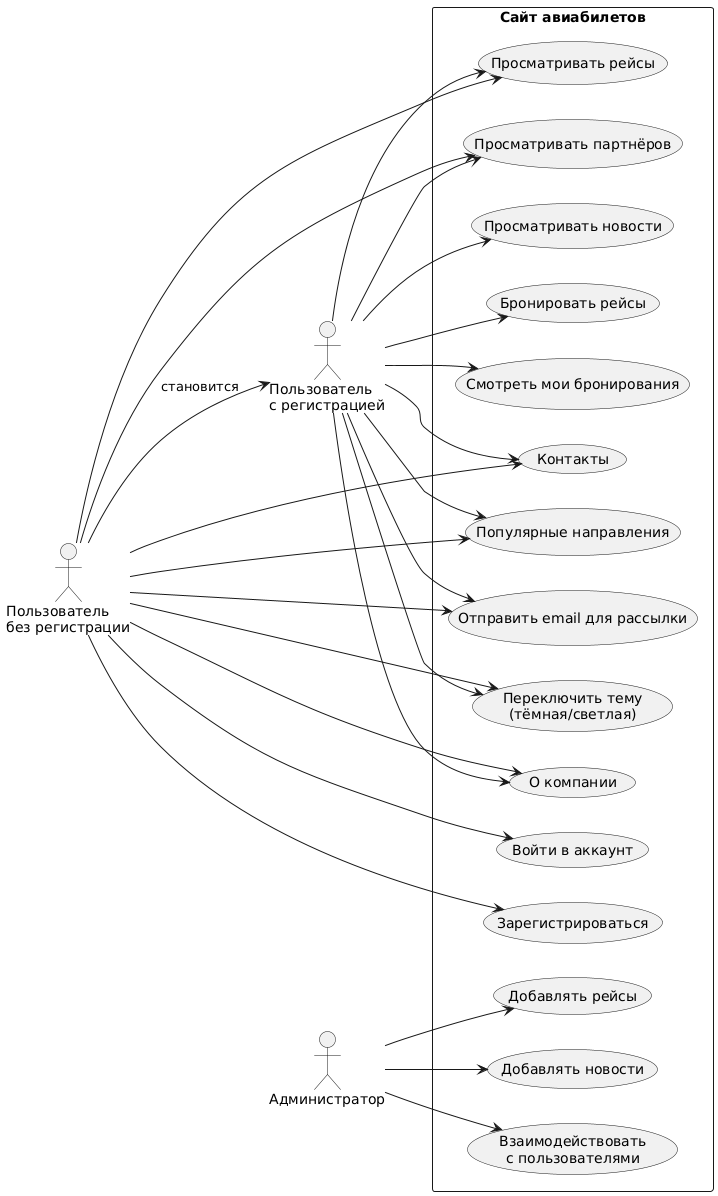 Сайт авиабилетов
Просматривать рейсы
Просматривать партнёров
Просматривать новости
Бронировать рейсы
Смотреть мои бронирования
становится
Пользователь
с регистрацией
Контакты
Популярные направления
Пользователь
без регистрации
Отправить email для рассылки
Переключить тему
(тёмная/светлая)
О компании
Войти в аккаунт
Зарегистрироваться
Добавлять рейсы
Добавлять новости
Администратор
Взаимодействовать
с пользователями